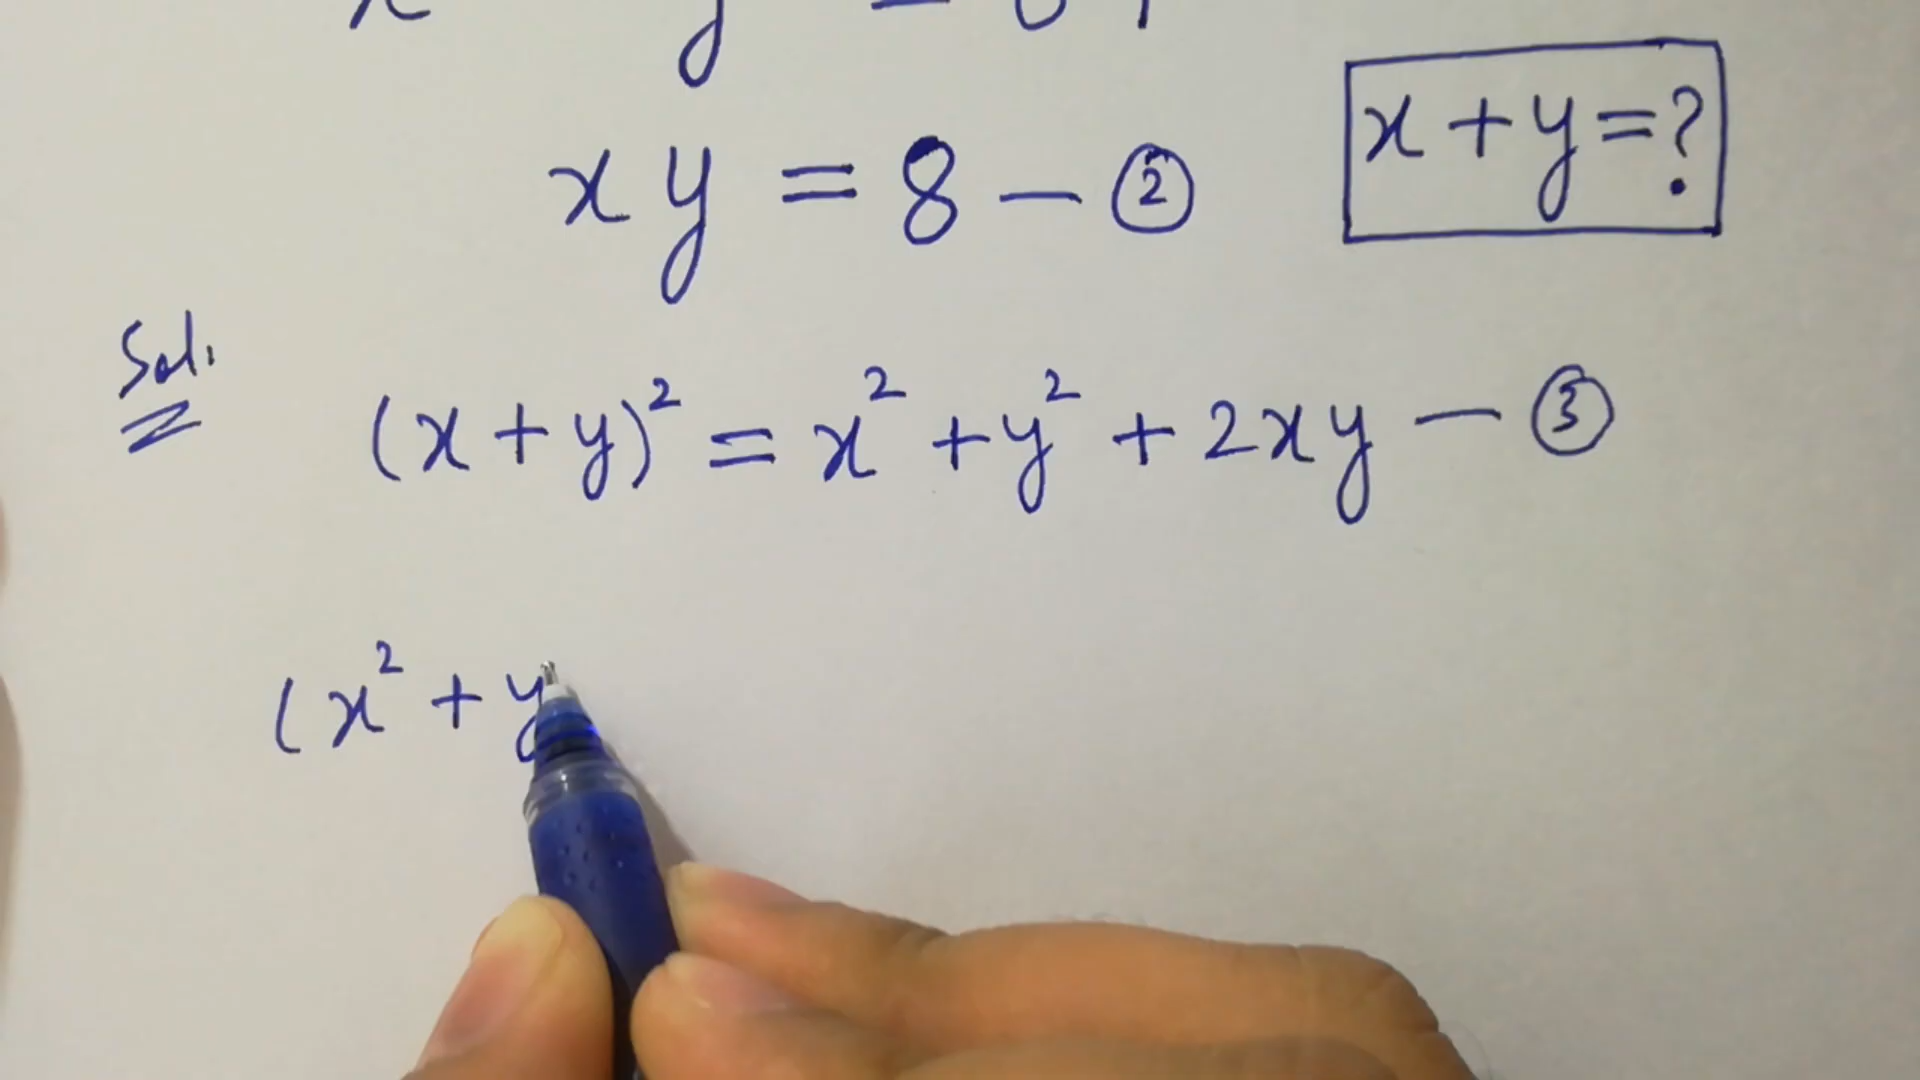 xy = 8 — ②
x + y = ?
Sol.
(x + y)² = x² + y² + 2xy — ③
(x² + y